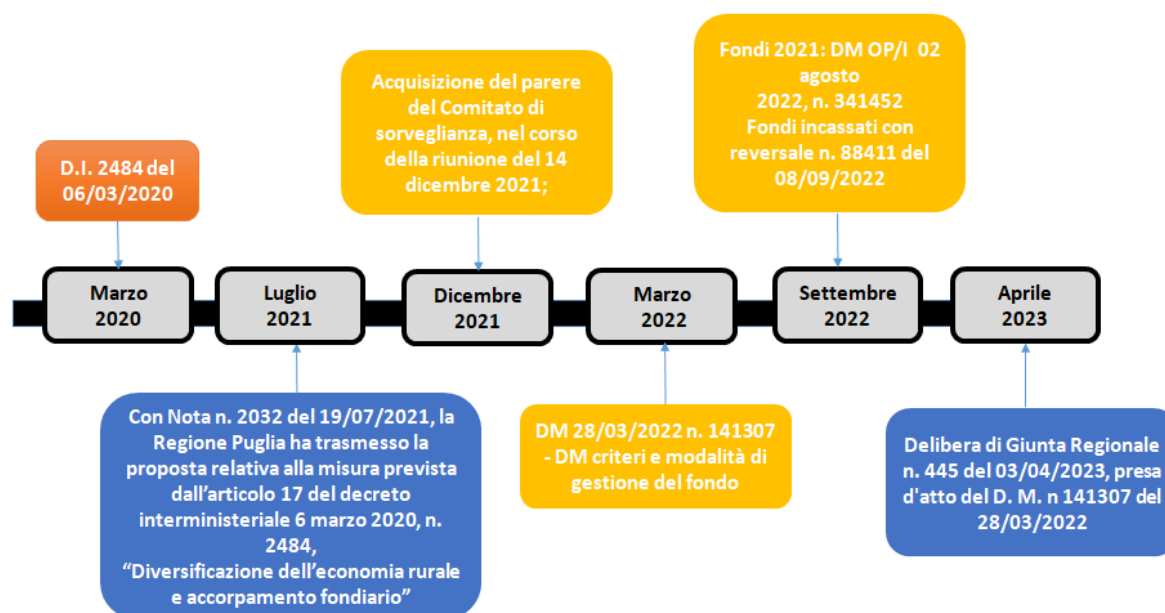 D.I. 2484 del
06/03/2020
Acquisizione del parere
del Comitato di
sorveglianza, nel corso
della riunione del 14
dicembre 2021;
Fondi 2021: DM OP/I 02
agosto
2022, n. 341452
Fondi incassati con
reversale n. 88411 del
08/09/2022
Marzo
2020
Luglio
2021
Dicembre
2021
Marzo
2022
Settembre
2022
Aprile
2023
Con Nota n. 2032 del 19/07/2021, la
Regione Puglia ha trasmesso la
proposta relativa alla misura prevista
dall’articolo 17 del decreto
interministeriale 6 marzo 2020, n.
2484,
“Diversificazione dell’economia rurale
e accorpamento fondiario”
DM 28/03/2022 n. 141307
- DM criteri e modalità di
gestione del fondo
Delibera di Giunta Regionale
n. 445 del 03/04/2023, presa
d'atto del D. M. n 141307 del
28/03/2022